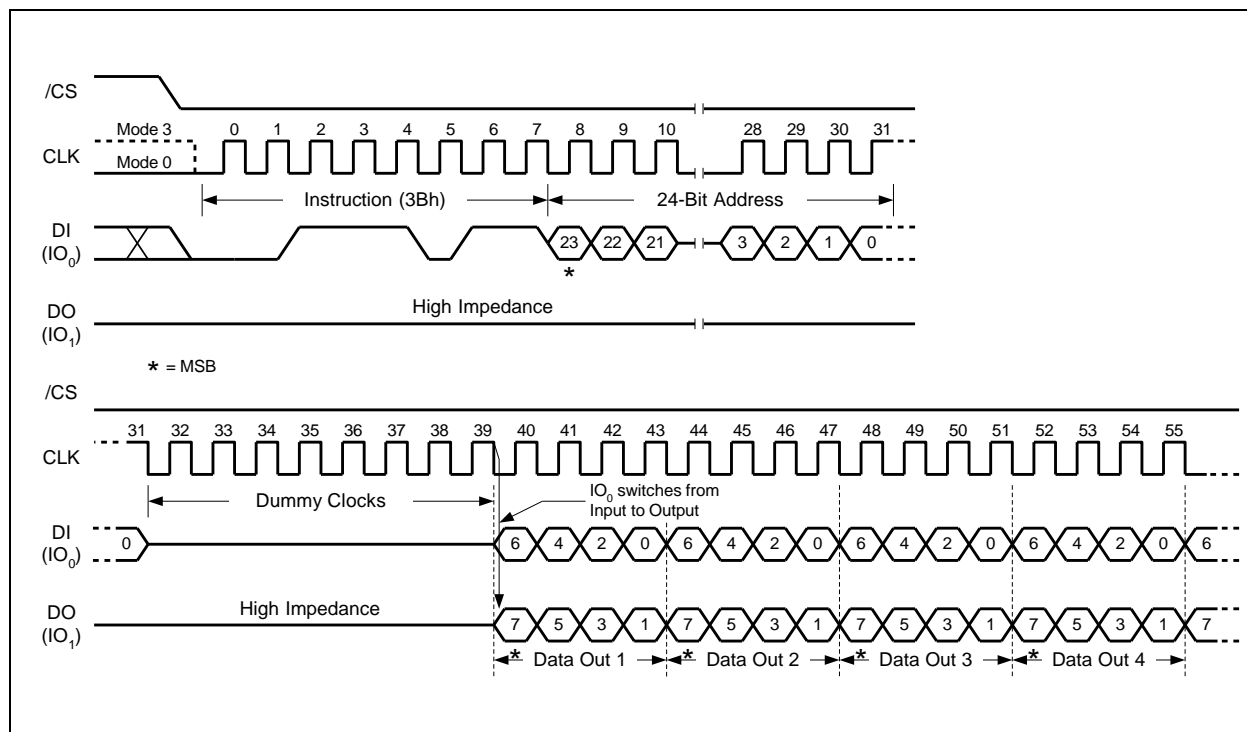 /CS
Mode 3 0 1 2 3 4 5 6 7 8 9 10 28 29 30 31
CLK
Mode 0
Instruction (3Bh) 24-Bit Address
DI
(IO0)
23 22 21 3 2 1 0
*
High Impedance
DO
(IO1)
* = MSB
/CS
31 32 33 34 35 36 37 38 39 40 41 42 43 44 45 46 47 48 49 50 51 52 53 54 55
CLK
Dummy Clocks
IO0 switches from
Input to Output
DI
(IO0)
0 6 4 2 0 6 4 2 0 6 4 2 0 6 4 2 0 6
High Impedance
DO
(IO1)
7 5 3 1 7 5 3 1 7 5 3 1 7 5 3 1 7
* Data Out 1 * Data Out 2 * Data Out 3 * Data Out 4